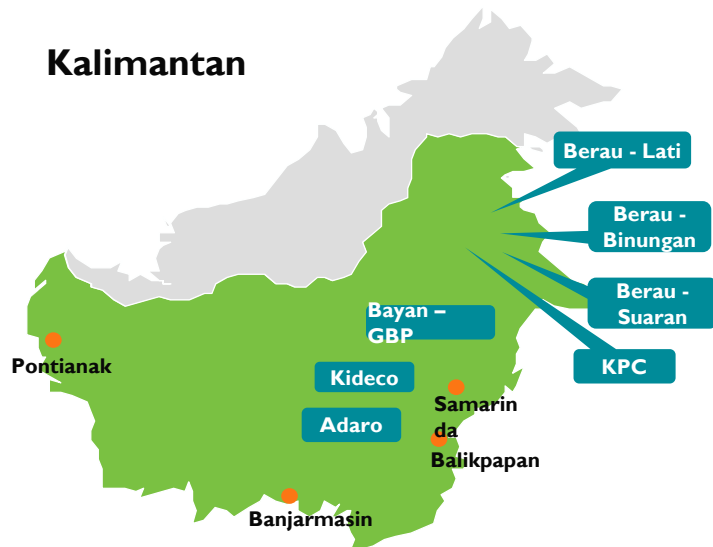 Kalimantan
Berau - Lati
Berau -
Binungan
Berau -
Suaran
Bayan –
GBP
KPC
Pontianak
Kideco
Samarin
da
Adaro
Balikpapan
Banjarmasin